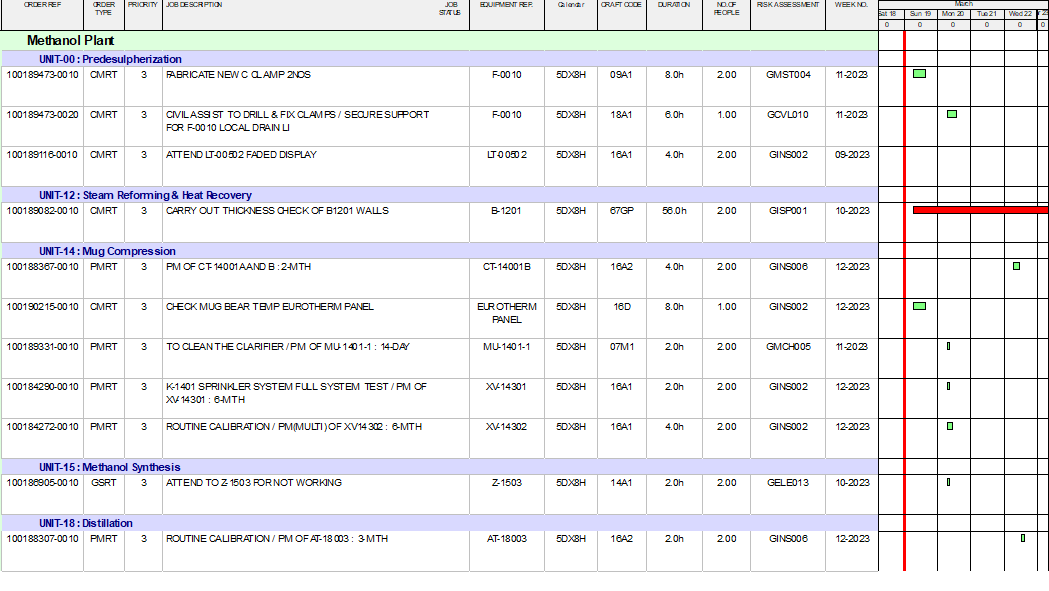 ORDER REF ORDER TYPE PRIORITY JOB DESCRIPTION JOB STATUS EQUIPMENT REF. Calendar CRAFT CODE DURATION NO.OF PEOPLE RISK ASSESSMENT WEEK NO. March
Sat 18 Sun 19 Mon 20 Tue 21 Wed 22
0 0 0 0 0 0
Methanol Plant
UNIT-00 : Predesulpherization
100189473-0010 CMRT 3 FABRICATE NEW C CLAMP 2NOS F-0010 5DX8H 09A1 8.0h 2.00 GMST004 11-2023
100189473-0020 CMRT 3 CIVIL ASSIST TO DRILL & FIX CLAMPS / SECURE SUPPORT F-0010 5DX8H 18A1 6.0h 1.00 GCVL010 11-2023
FOR F-0010 LOCAL DRAIN LI
100189116-0010 CMRT 3 ATTEND LT-00502 FADED DISPLAY LT-00502 5DX8H 16A1 4.0h 2.00 GINS002 09-2023
UNIT-12 : Steam Reforming & Heat Recovery
100189082-0010 CMRT 3 CARRY OUT THICKNESS CHECK OF B1201 WALLS B-1201 5DX8H 67GP 56.0h 2.00 GISP001 10-2023
UNIT-14 : Mug Compression
100188367-0010 PMRT 3 PM OF CT-14001A AND B : 2-MTH CT-14001B 5DX8H 16A2 4.0h 2.00 GINS006 12-2023
100190215-0010 CMRT 3 CHECK MUG BEAR TEMP EUROTHERM PANEL EUROTHERM 5DX8H 16D 8.0h 1.00 GINS002 12-2023
PANEL
100189331-0010 PMRT 3 TO CLEAN THE CLARIFIER / PM OF MU-1401-1 : 14-DAY MU-1401-1 5DX8H 07M1 2.0h 2.00 GMCH005 11-2023
100184290-0010 PMRT 3 K-1401 SPRINKLER SYSTEM FULL SYSTEM TEST / PM OF XV-14301 5DX8H 16A1 2.0h 2.00 GINS002 12-2023
XV-14301 : 6-MTH
100184272-0010 PMRT 3 ROUTINE CALIBRATION / PM(MULTI) OF XV14302 : 6-MTH XV-14302 5DX8H 16A1 4.0h 2.00 GINS002 12-2023
UNIT-15 : Methanol Synthesis
100186905-0010 GSRT 3 ATTEND TO Z-1503 FOR NOT WORKING Z-1503 5DX8H 14A1 2.0h 2.00 GELE013 10-2023
UNIT-18 : Distillation
100188307-0010 PMRT 3 ROUTINE CALIBRATION / PM OF AT-18003 : 3-MTH AT-18003 5DX8H 16A2 2.0h 2.00 GINS006 12-2023